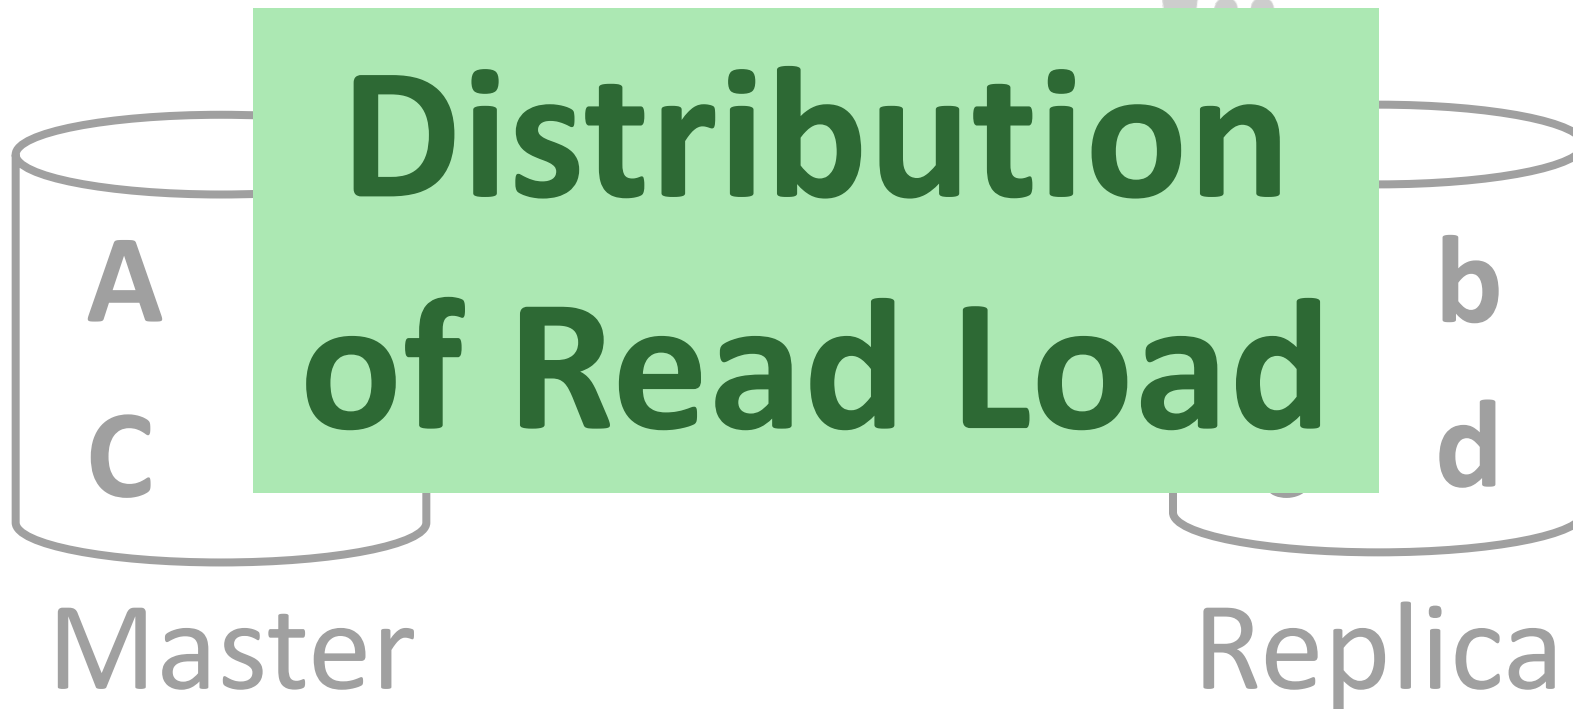 Distribution
of Read Load
A
b
C
d
Master
Replica